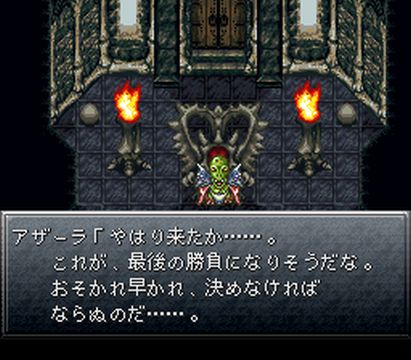 アザーラ「やはり来たか……。
これが、最後の勝負になりそうだな。
おそかれ早かれ、決めなければ
ならぬのだ……。